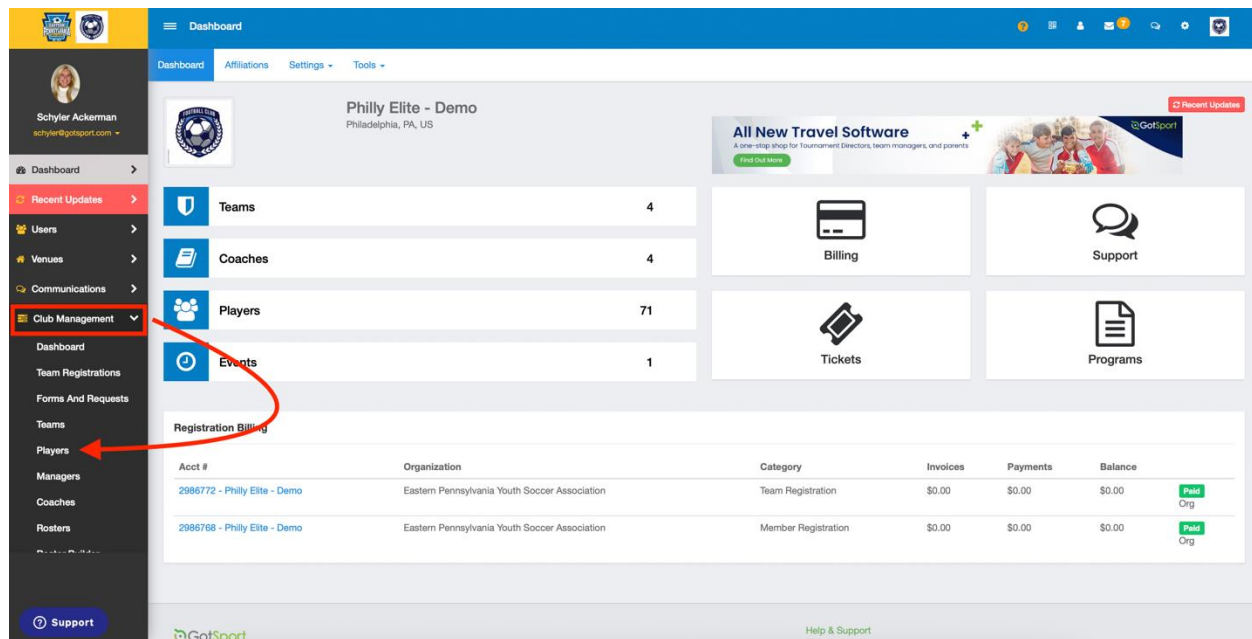 Dashboard
7
Dashboard
Affiliations
Settings
Tools
Schyler Ackerman
schyler@gotsport.com
Dashboard
Recent Updates
Users
Venues
Communications
Club Management
Dashboard
Team Registrations
Forms And Requests
Teams
Players
Managers
Coaches
Rosters
Support
FOOTBALL CLUB
Philly Elite - Demo
Philadelphia, PA, US
Recent Updates
All New Travel Software
A one-stop shop for Tournament Directors, team managers, and parents
Find Out More
GotSport
Teams 4
Coaches 4
Players 71
Events 1
Billing
Support
Tickets
Programs
Registration Billing
Acct # Organization Category Invoices Payments Balance
2986772 - Philly Elite - Demo Eastern Pennsylvania Youth Soccer Association Team Registration $0.00 $0.00 $0.00 Paid
Org
2986768 - Philly Elite - Demo Eastern Pennsylvania Youth Soccer Association Member Registration $0.00 $0.00 $0.00 Paid
Org
GotSport
Help & Support